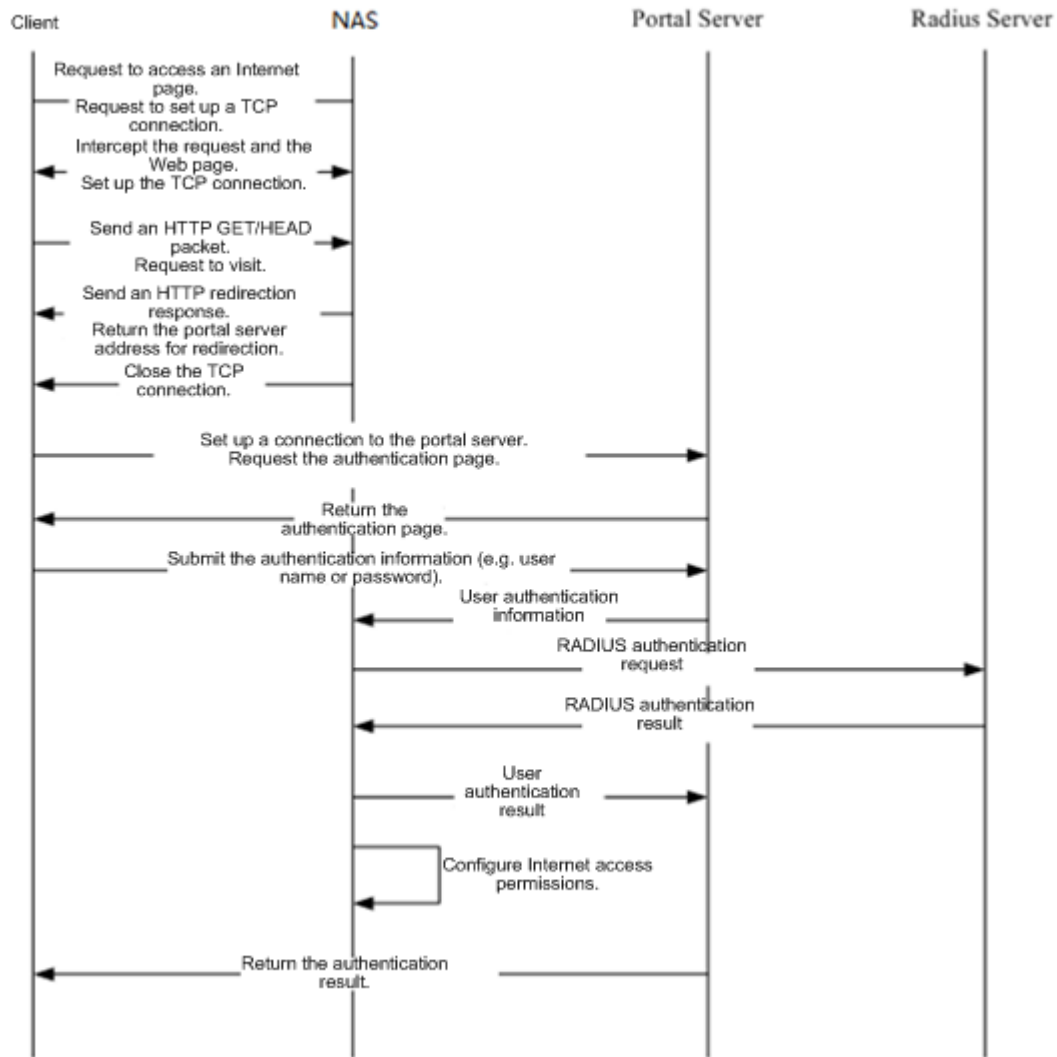 Client
NAS
Portal Server
Radius Server
Request to access an Internet
page.
Request to set up a TCP
connection.
Intercept the request and the
Web page.
Set up the TCP connection.
Send an HTTP GET/HEAD
packet.
Request to visit.
Send an HTTP redirection
response.
Return the portal server
address for redirection.
Close the TCP
connection.
Set up a connection to the portal server.
Request the authentication page.
Return the
authentication page.
Submit the authentication information (e.g. user
name or password).
User authentication
information
RADIUS authentication
request
RADIUS authentication
result
User
authentication
result
Configure Internet access
permissions.
Return the authentication
result.